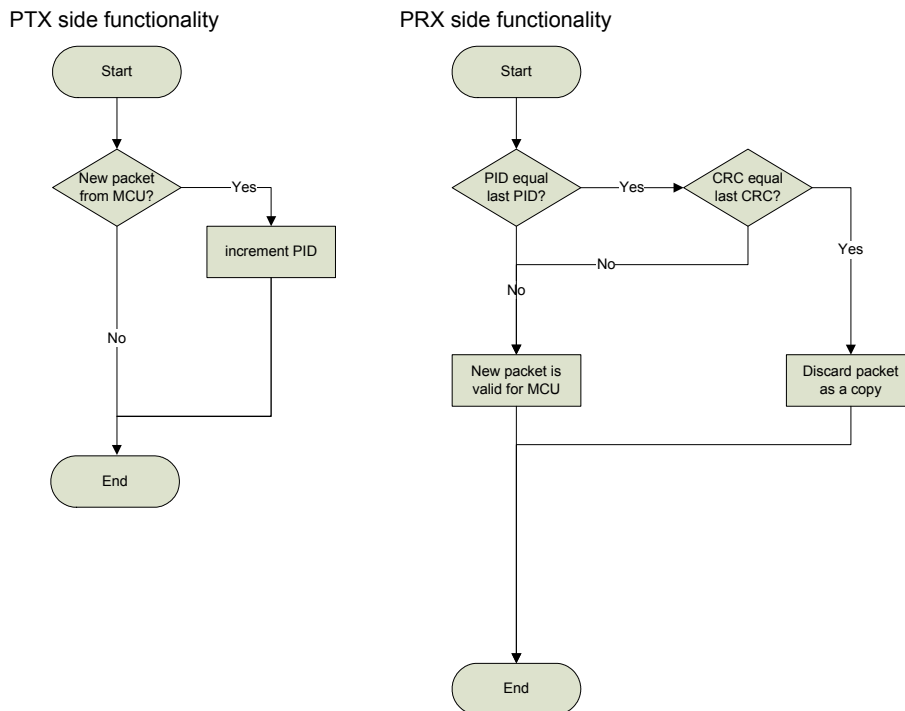 PTX side functionality
Start
New packet
from MCU?
Yes
increment PID
No
End
PRX side functionality
Start
PID equal
last PID?
Yes
CRC equal
last CRC?
Yes
No
No
New packet is
valid for MCU
Discard packet
as a copy
End